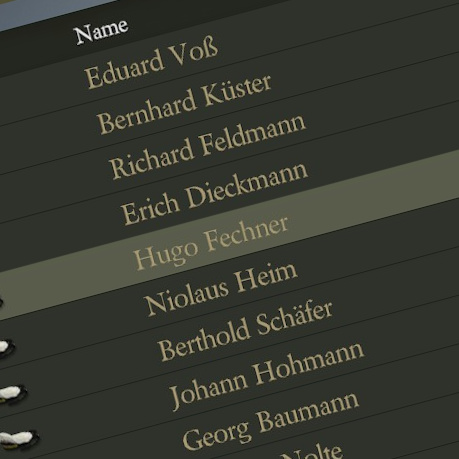 Name
Eduard Voß
Bernhard Küster
Richard Feldmann
Erich Dieckmann
Hugo Fechner
Niolaus Heim
Berthold Schäfer
Johann Hohmann
Georg Baumann
Nolte